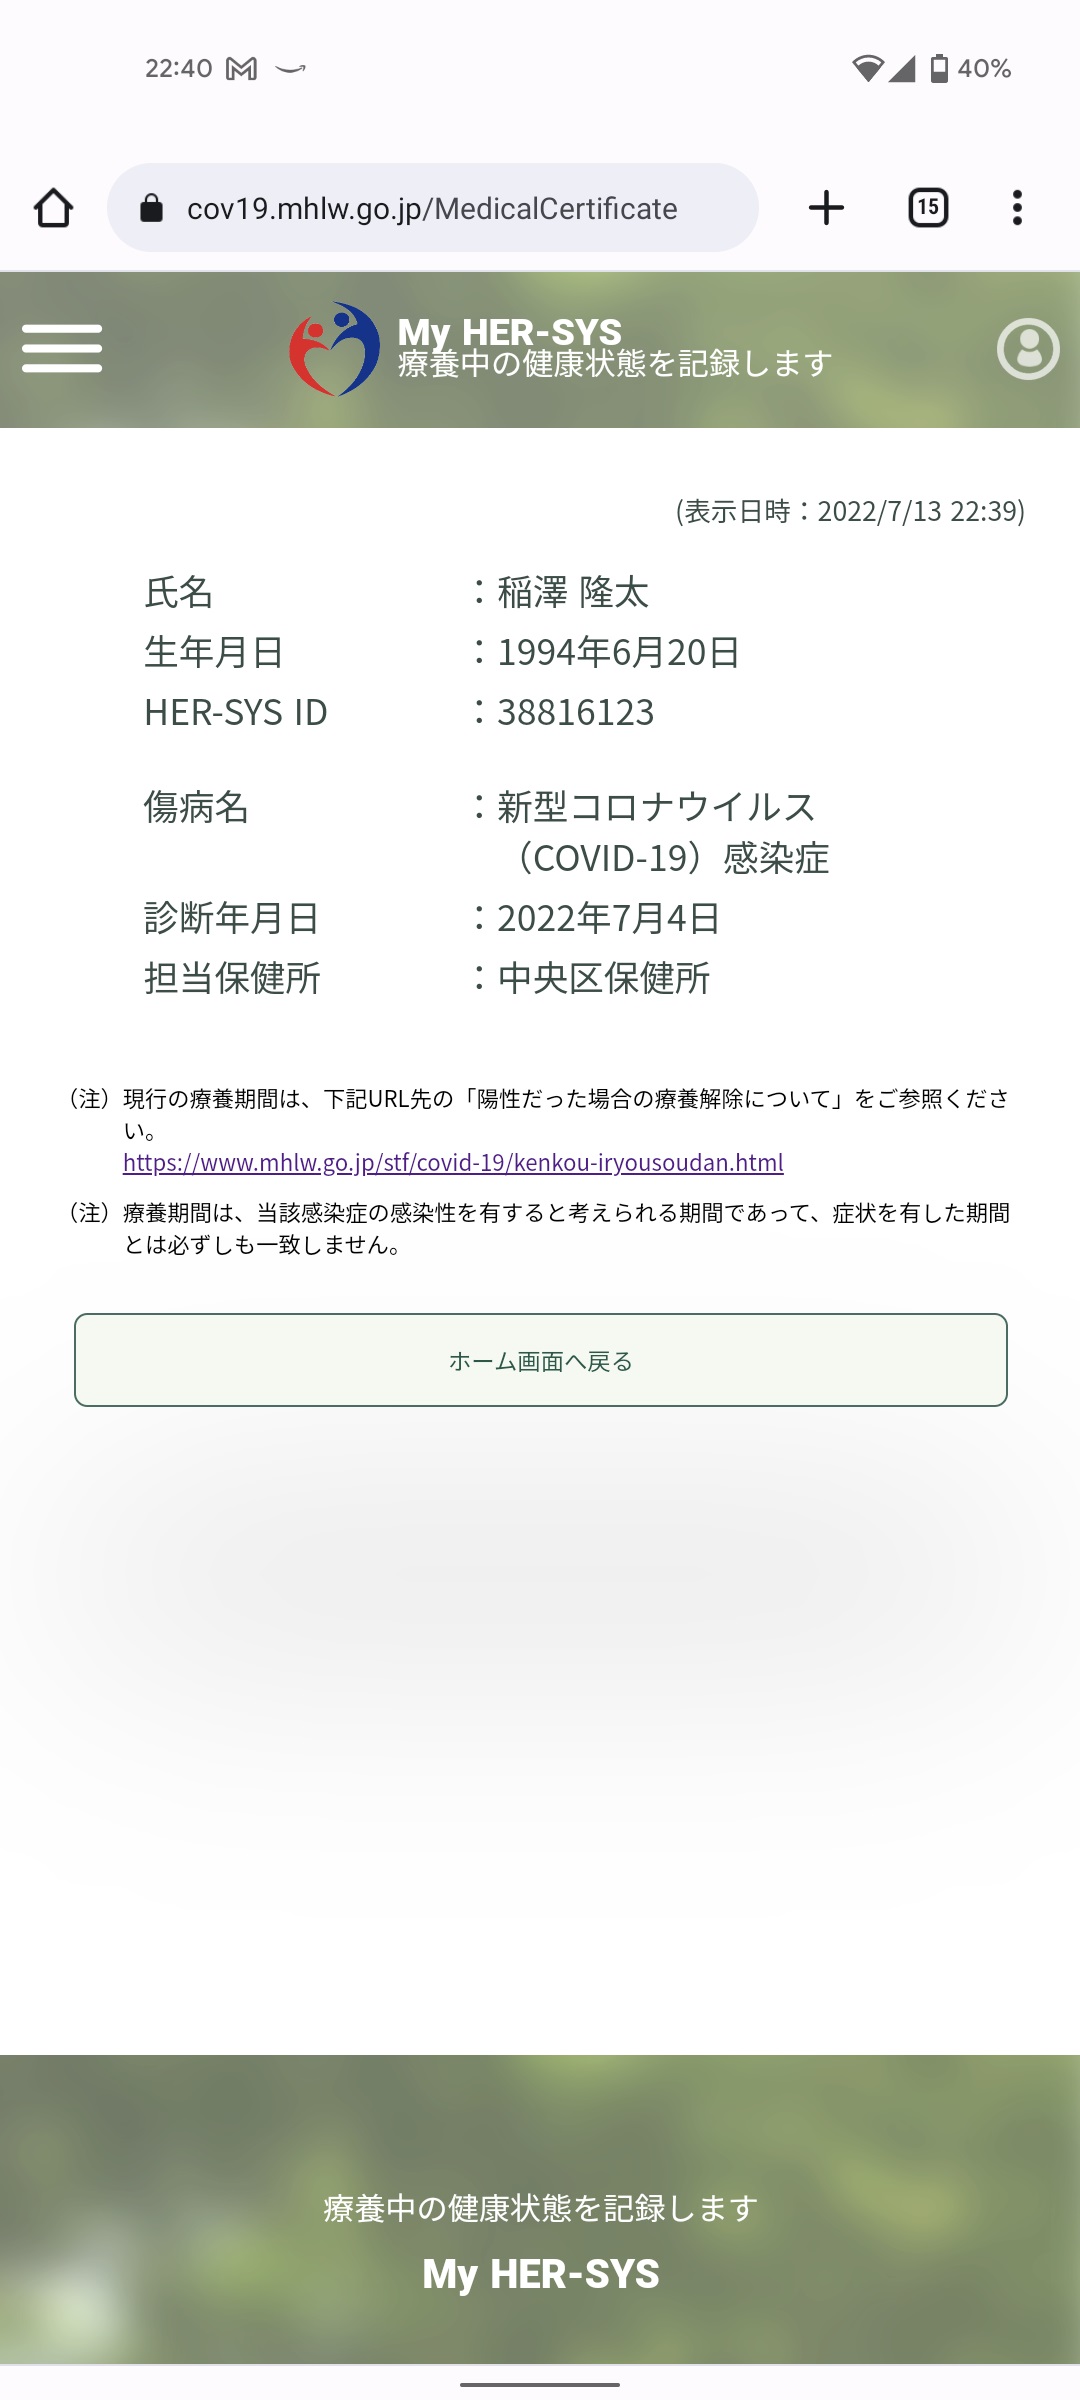 22:40
40%
cov19.mhlw.go.jp/MedicalCertificate
15
My HER-SYS
療養中の健康状態を記録します
(表示日時：2022/7/13 22:39)
氏名：稲澤 隆太
生年月日：1994年6月20日
HER-SYS ID：38816123
傷病名：新型コロナウイルス
（COVID-19）感染症
診断年月日：2022年7月4日
担当保健所：中央区保健所
（注）現行の療養期間は、下記URL先の「陽性だった場合の療養解除について」をご参照くださ
い。
https://www.mhlw.go.jp/stf/covid-19/kenkou-iryousoudan.html
（注）療養期間は、当該感染症の感染性を有すると考えられる期間であって、症状を有した期間
とは必ずしも一致しません。
ホーム画面へ戻る
療養中の健康状態を記録します
My HER-SYS